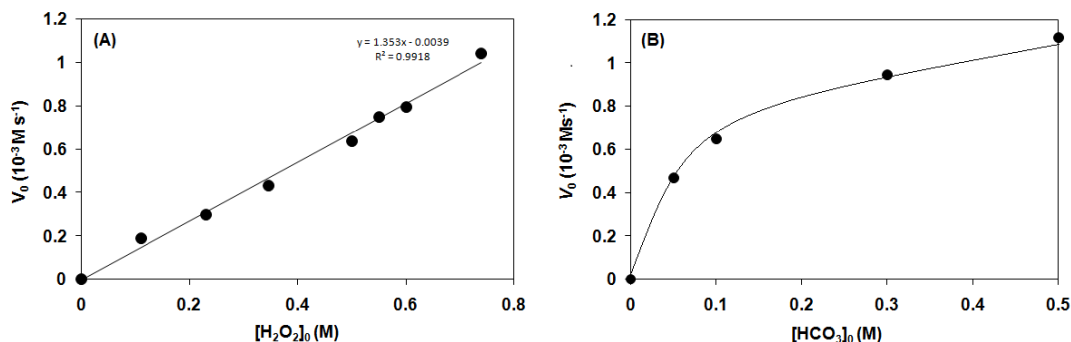 (A)
y = 1.353x - 0.0039
R² = 0.9918
1.2
1
0.8
0.6
0.4
0.2
0
V₀ (10⁻³ M s⁻¹)
0 0.2 0.4 0.6 0.8
[H₂O₂]₀ (M)
(B)
1.2
1
0.8
0.6
0.4
0.2
0
V₀ (10⁻³ Ms⁻¹)
0 0.1 0.2 0.3 0.4 0.5
[HCO₃]₀ (M)